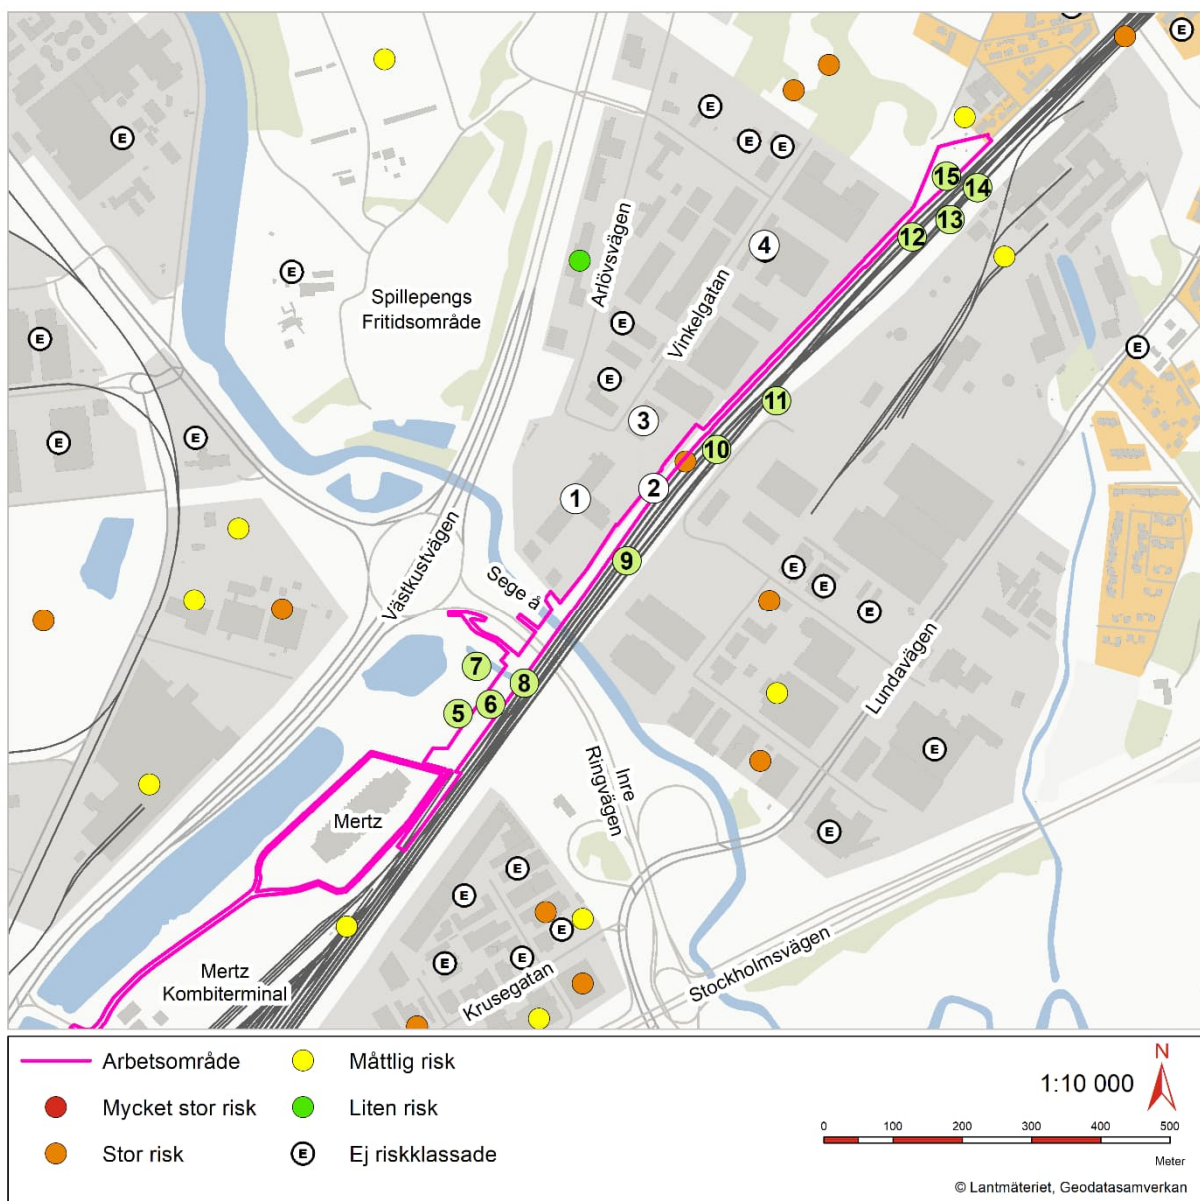 E
E
E
E
E
E
Spillepengs
Fritidsområde
Arlövsvägen
Vinkelgatan
4
15
14
13
12
E
E
E
E
E
E
E
E
3
11
10
1
2
9
Västkustvägen
Sege å
E
E
E
7
8
6
5
Lundavägen
E
Inre
Ringvägen
Mertz
E
E
E
E
E
E
Krusegatan
Stockholmsvägen
Mertz
Kombiterminal
Arbetsområde
Mycket stor risk
Stor risk
Måttlig risk
Liten risk
E Ej riskklassade
N
1:10 000
0 100 200 300 400 500
Meter
© Lantmäteriet, Geodatasamverkan